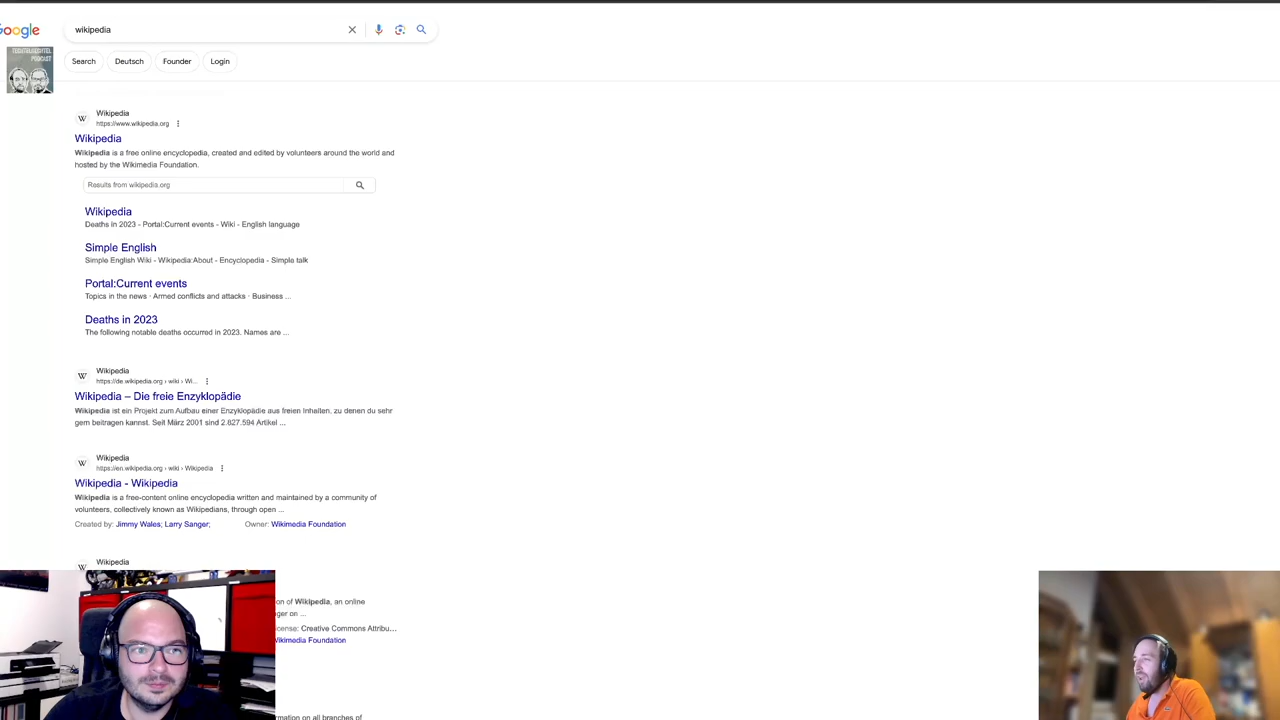 Google
wikipedia
TECHTELMECHTEL
PODCAST
Search
Deutsch
Founder
Login
W
Wikipedia
https://www.wikipedia.org
Wikipedia
Wikipedia is a free online encyclopedia, created and edited by volunteers around the world and
hosted by the Wikimedia Foundation.
Results from wikipedia.org
Wikipedia
Deaths in 2023 - Portal:Current events - Wiki - English language
Simple English
Simple English Wiki - Wikipedia:About - Encyclopedia - Simple talk
Portal:Current events
Topics in the news · Armed conflicts and attacks · Business ...
Deaths in 2023
The following notable deaths occurred in 2023. Names are ...
W
Wikipedia
https://de.wikipedia.org › wiki › Wi...
Wikipedia – Die freie Enzyklopädie
Wikipedia ist ein Projekt zum Aufbau einer Enzyklopädie aus freien Inhalten, zu denen du sehr
gern beitragen kannst. Seit März 2001 sind 2.827.594 Artikel ...
W
Wikipedia
https://en.wikipedia.org › wiki › Wikipedia
Wikipedia - Wikipedia
Wikipedia is a free-content online encyclopedia written and maintained by a community of
volunteers, collectively known as Wikipedians, through open ...
Created by: Jimmy Wales; Larry Sanger; Owner: Wikimedia Foundation
W
Wikipedia
on of Wikipedia, an online
ger on ...
icense: Creative Commons Attribu...
Wikimedia Foundation
rmation on all branches of